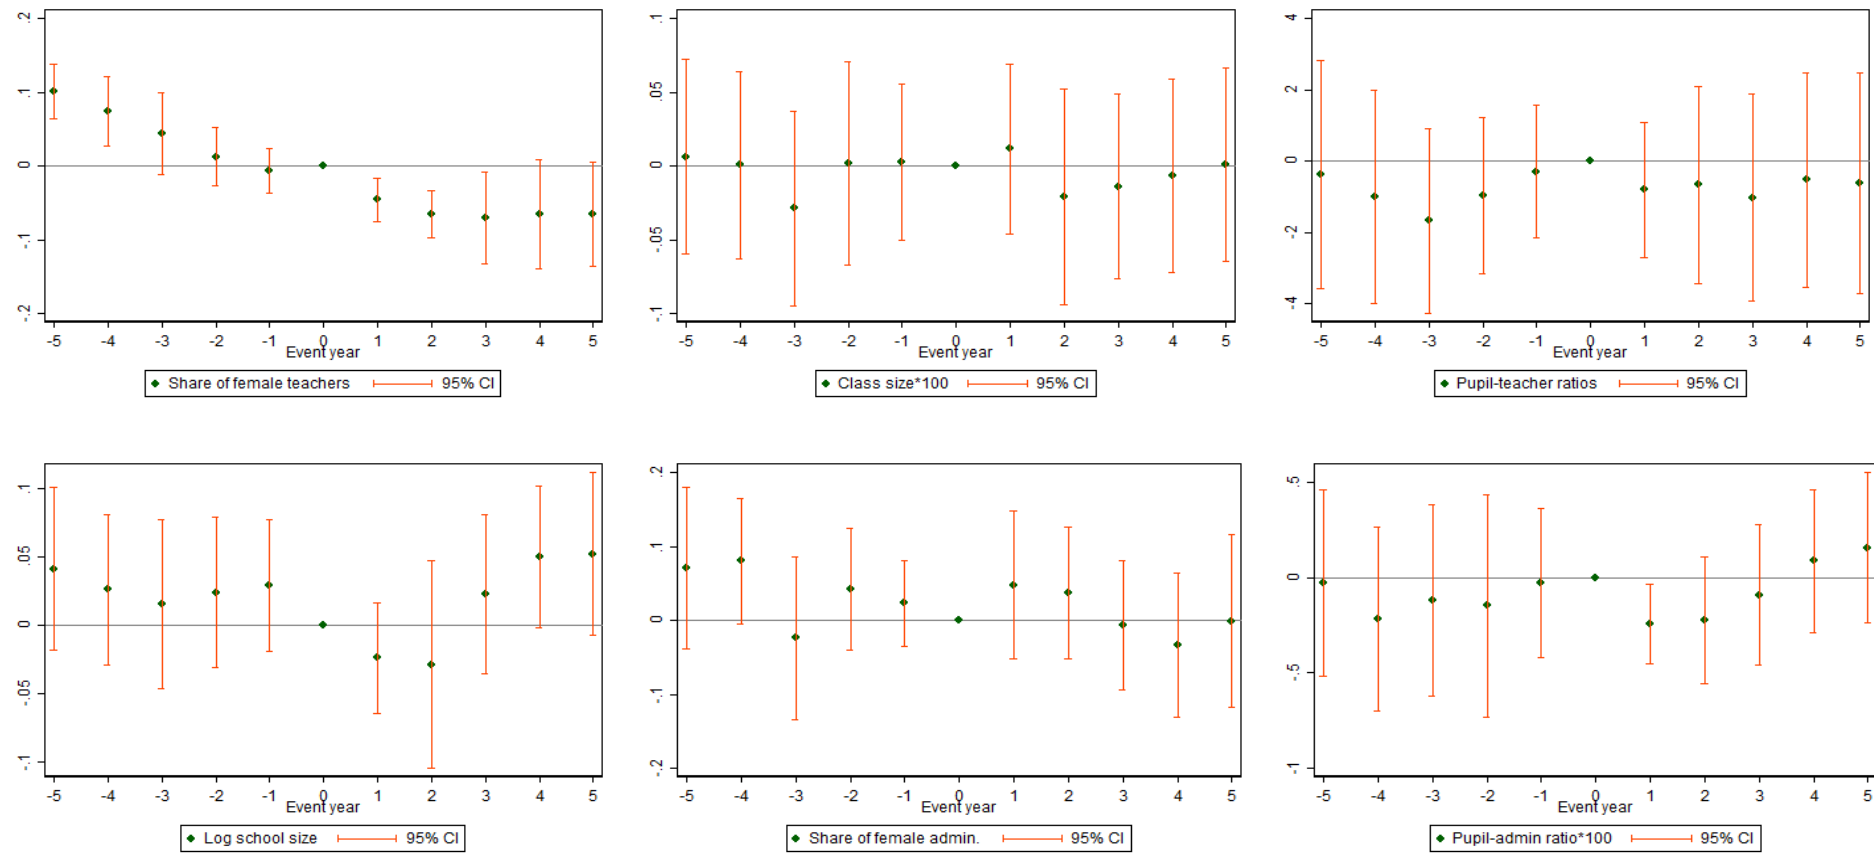 .2
.1
0
-.1
-.2
-5 -4 -3 -2 -1 0 1 2 3 4 5
Event year
Share of female teachers 95% CI
.1
.05
0
-.05
-.1
-5 -4 -3 -2 -1 0 1 2 3 4 5
Event year
Class size*100 95% CI
4
2
0
-2
-4
-5 -4 -3 -2 -1 0 1 2 3 4 5
Event year
Pupil-teacher ratios 95% CI
.1
.05
0
-.05
-.1
-5 -4 -3 -2 -1 0 1 2 3 4 5
Event year
Log school size 95% CI
.2
.1
0
-.1
-.2
-5 -4 -3 -2 -1 0 1 2 3 4 5
Event year
Share of female admin. 95% CI
.5
0
-.5
-1
-5 -4 -3 -2 -1 0 1 2 3 4 5
Event year
Pupil-admin ratio*100 95% CI